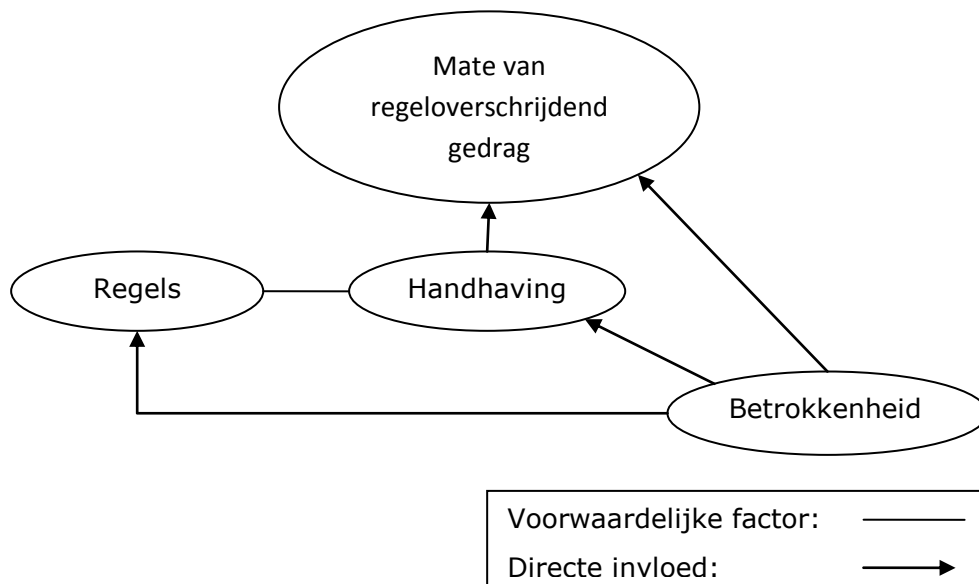 Mate van
regeloverschrijdend
gedrag
Regels
Handhaving
Betrokkenheid
Voorwaardelijke factor:
Directe invloed: